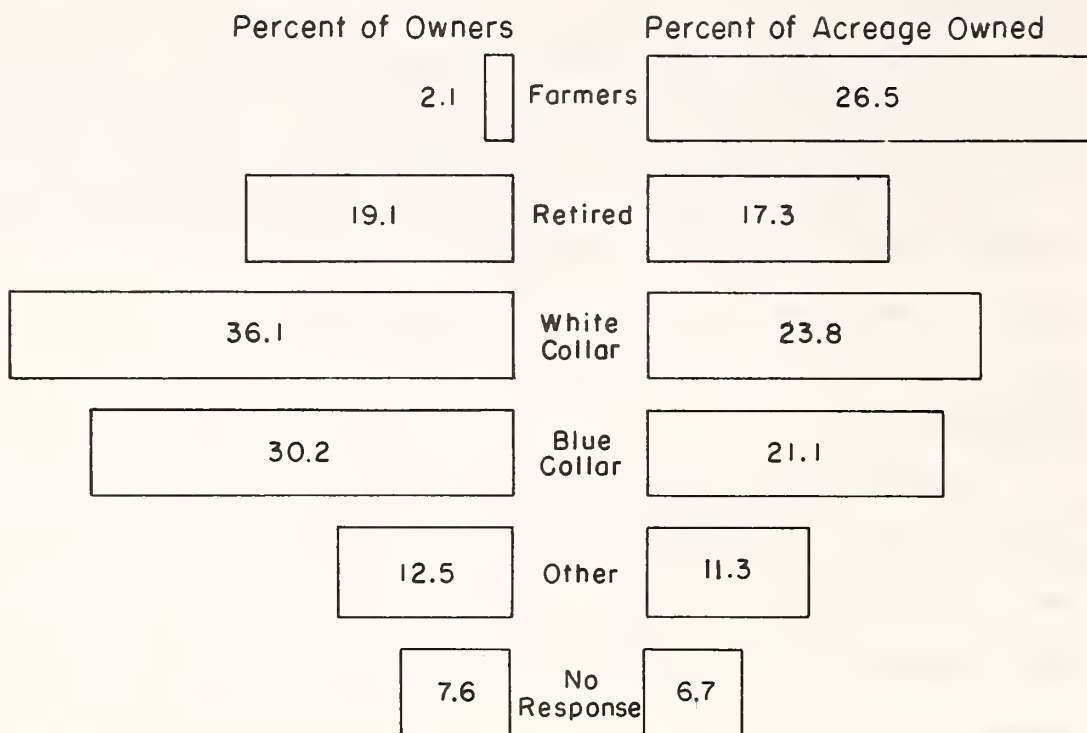 Percent of Owners Percent of Acreage Owned
2.1 Farmers 26.5
19.1 Retired 17.3
36.1 White Collar 23.8
30.2 Blue Collar 21.1
12.5 Other 11.3
7.6 No Response 6.7